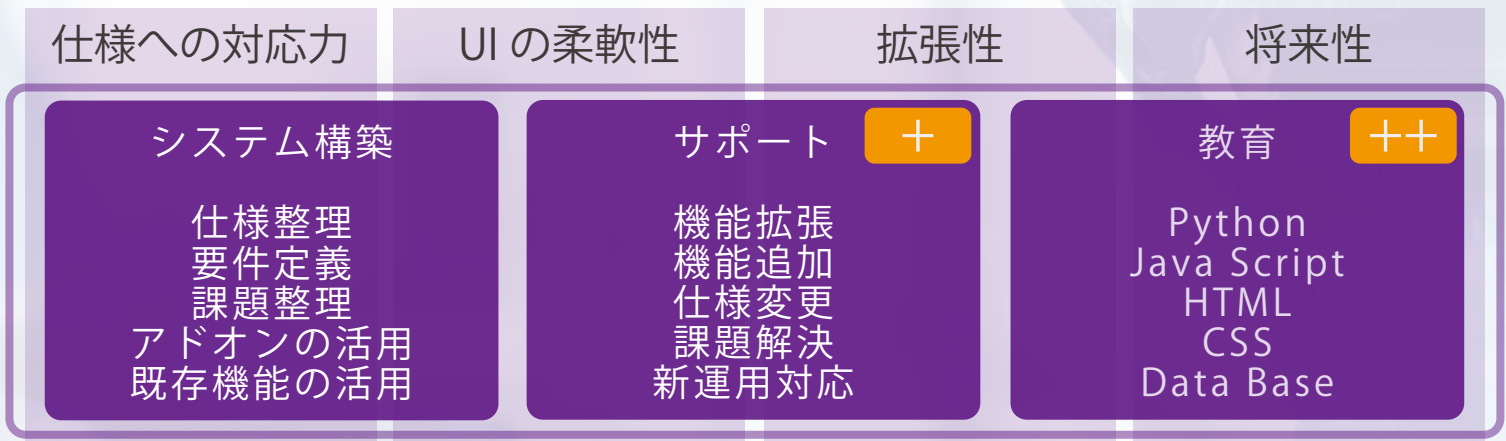 仕様への対応力
UIの柔軟性
拡張性
将来性
システム構築
仕様整理
要件定義
課題整理
アドオンの活用
既存機能の活用
サポート
＋
機能拡張
機能追加
仕様変更
課題解決
新運用対応
教育
＋＋
Python
Java Script
HTML
CSS
Data Base